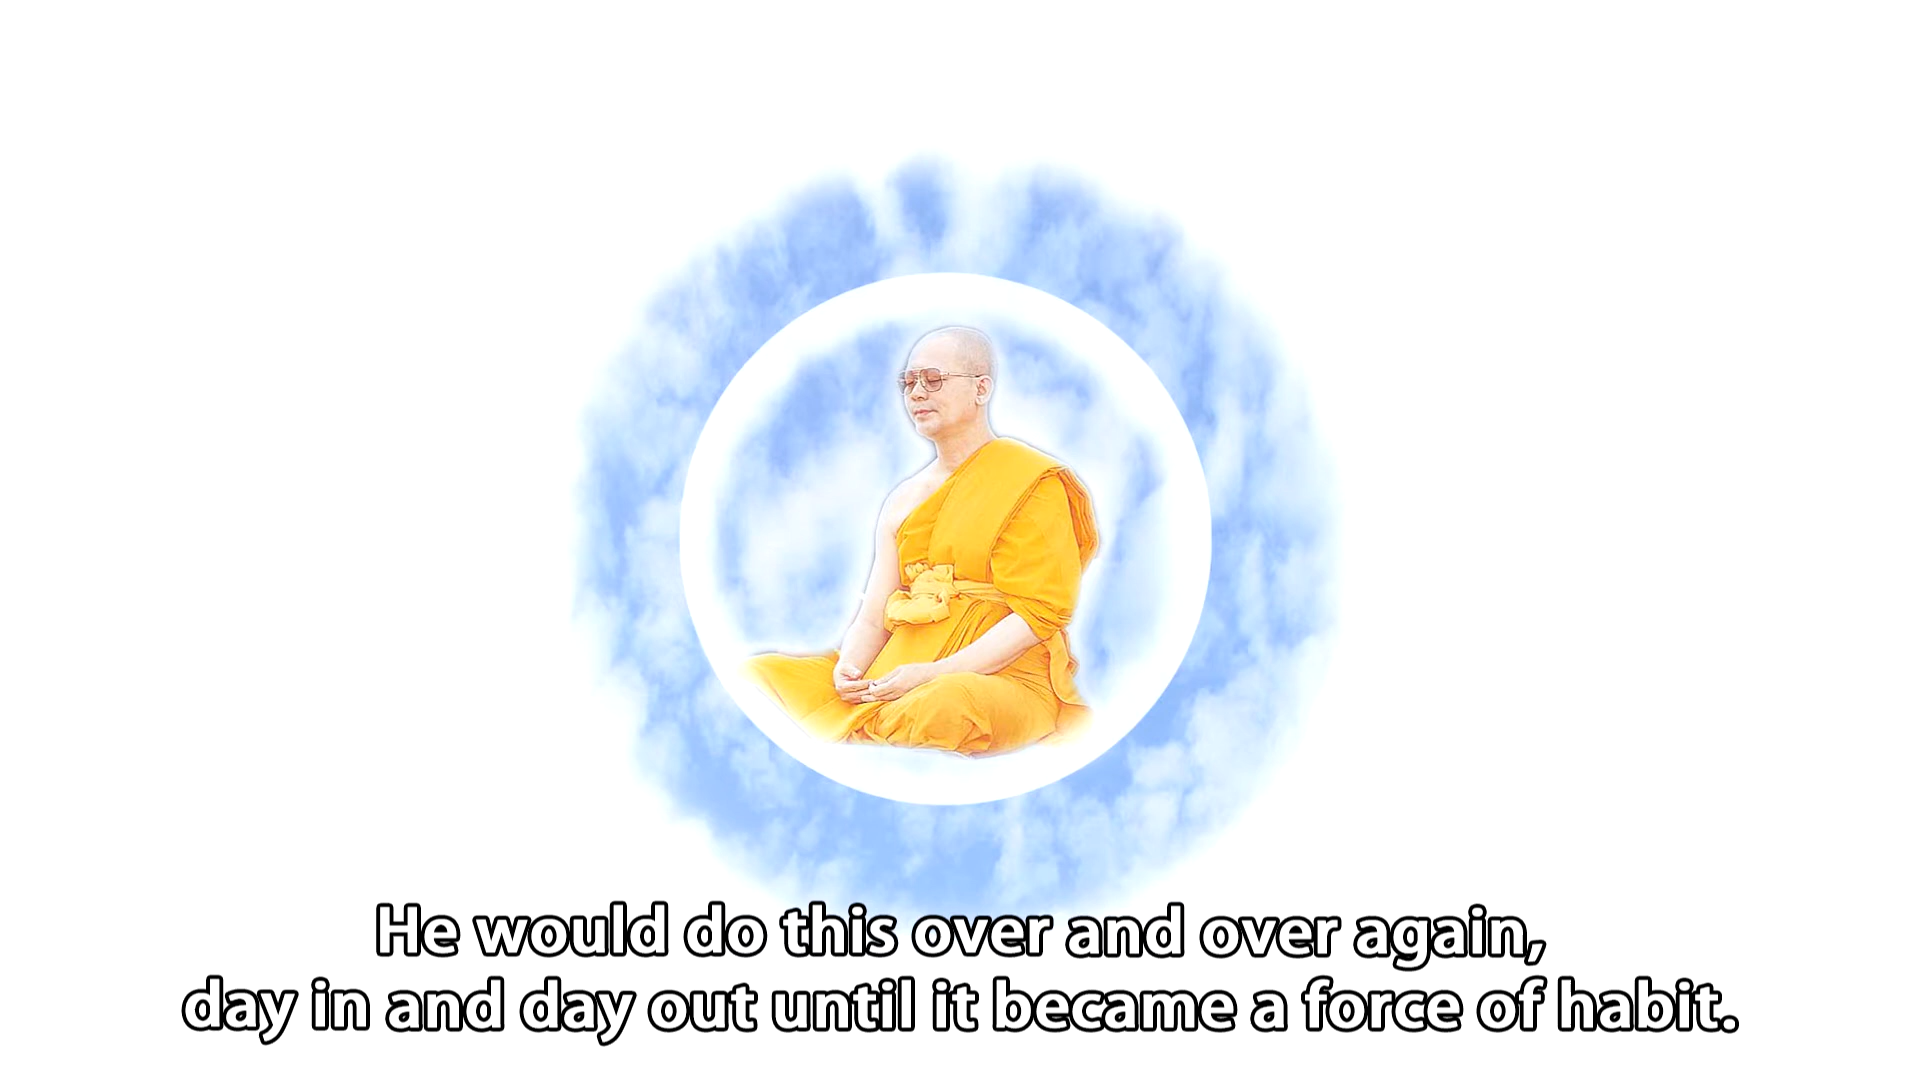 He would do this over and over again,
day in and day out until it became a force of habit.